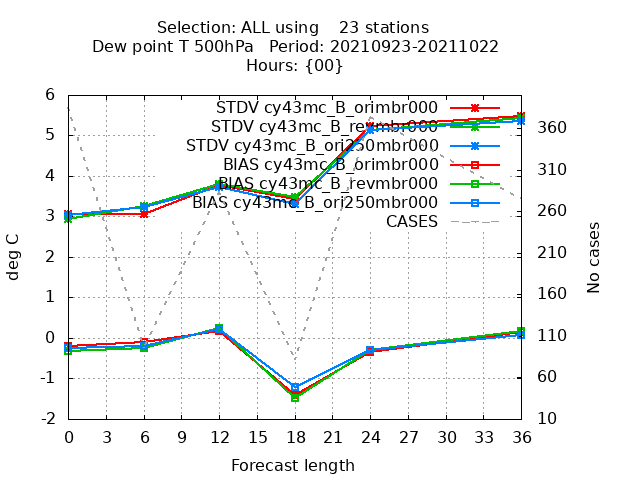 Selection: ALL using    23 stations
Dew point T 500hPa   Period: 20210923-20211022
Hours: {00}
STDV cy43mc_B_orimbr000
STDV cy43mc_B_revmbr000
STDV cy43mc_B_ori250mbr000
BIAS cy43mc_B_orimbr000
BIAS cy43mc_B_revmbr000
BIAS cy43mc_B_ori250mbr000
CASES
6
5
4
3
2
1
0
-1
-2
deg C
360
310
260
210
160
110
60
10
No cases
0 3 6 9 12 15 18 21 24 27 30 33 36
Forecast length